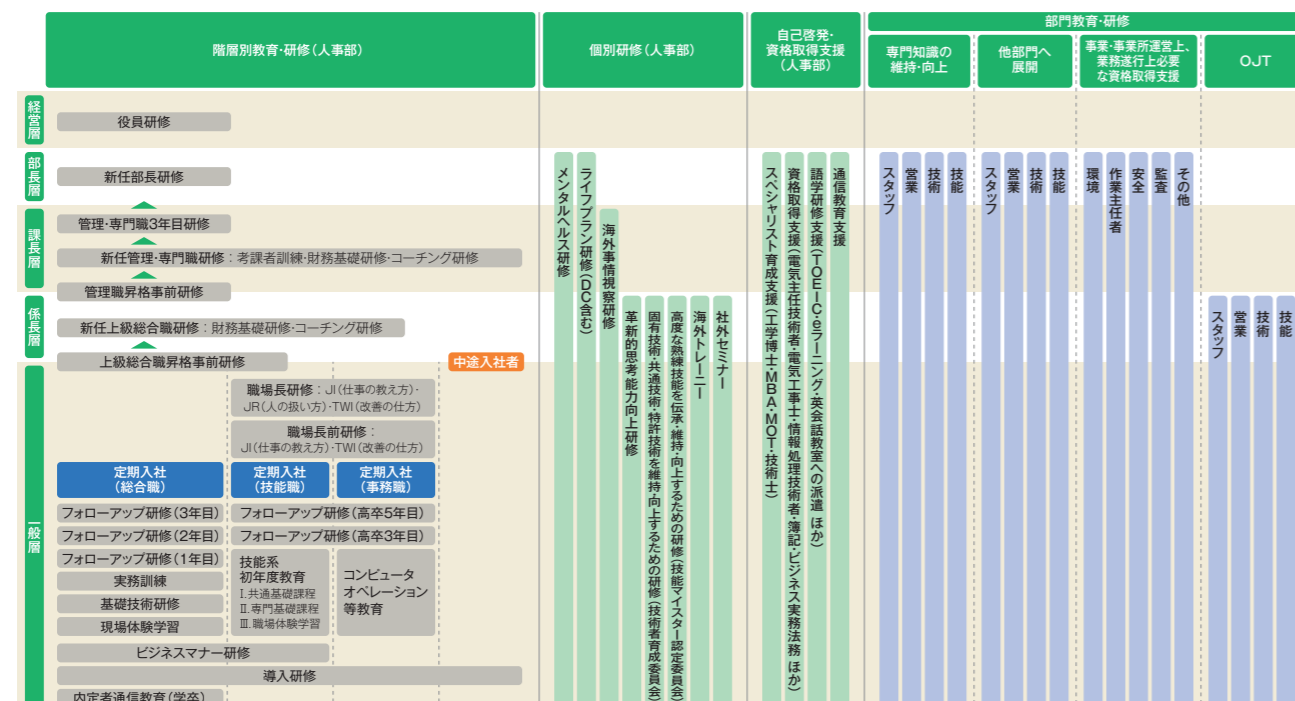 階層別教育・研修（人事部）
個別研修（人事部）
自己啓発・
資格取得支援
（人事部）
部門教育・研修
専門知識の
維持・向上
他部門へ
展開
事業・事業所運営上、
業務遂行上必要
な資格取得支援
OJT
経営層
役員研修
部長層
新任部長研修
課長層
管理・専門職3年目研修
新任管理・専門職研修：考課者訓練・財務基礎研修・コーチング研修
管理職昇格事前研修
係長層
新任上級総合職研修：財務基礎研修・コーチング研修
上級総合職昇格事前研修
中途入社者
一般層
職場長研修：JI（仕事の教え方）・
JR（人の扱い方）・TWI（改善の仕方）
職場長前研修：
JI（仕事の教え方）・TWI（改善の仕方）
定期入社
（総合職）
定期入社
（技能職）
定期入社
（事務職）
フォローアップ研修（3年目）
フォローアップ研修（高卒5年目）
フォローアップ研修（2年目）
フォローアップ研修（高卒3年目）
フォローアップ研修（1年目）
実務訓練
基礎技術研修
現場体験学習
技能系
初年度教育
Ⅰ.共通基礎課程
Ⅱ.専門基礎課程
Ⅲ.職場体験学習
コンピュータ
オペレーション
等教育
ビジネスマナー研修
導入研修
内定者通信教育（学卒）
メンタルヘルス研修
ライフプラン研修（DC含む）
海外事情視察研修
革新的思考能力向上研修
固有技術・共通技術・特許技術を維持・向上するための研修（技術者育成委員会）
高度な熟練技能を伝承・維持・向上するための研修（技能マイスター認定委員会）
海外トレーニー
社外セミナー
スペシャリスト育成支援（工学博士・MBA・MOT・技術士）
資格取得支援（電気主任技術者・電気工事士・情報処理技術者・簿記・ビジネス実務法務 ほか）
語学研修支援（TOEIC・eラーニング・英会話教室への派遣 ほか）
通信教育支援
スタッフ
営業
技術
技能
スタッフ
営業
技術
技能
環境
作業主任者
安全
監査
その他
スタッフ
営業
技術
技能